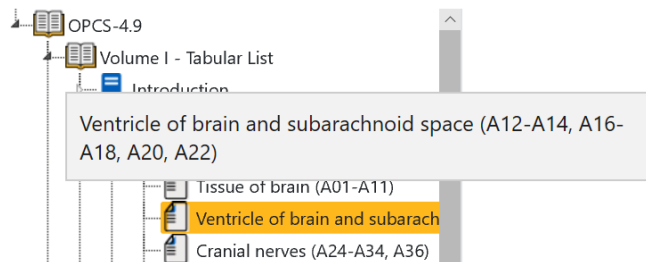 OPCS-4.9
Volume I - Tabular List
Introduction
Ventricle of brain and subarachnoid space (A12-A14, A16-
A18, A20, A22)
Tissue of brain (A01-A11)
Ventricle of brain and subarach
Cranial nerves (A24-A34, A36)